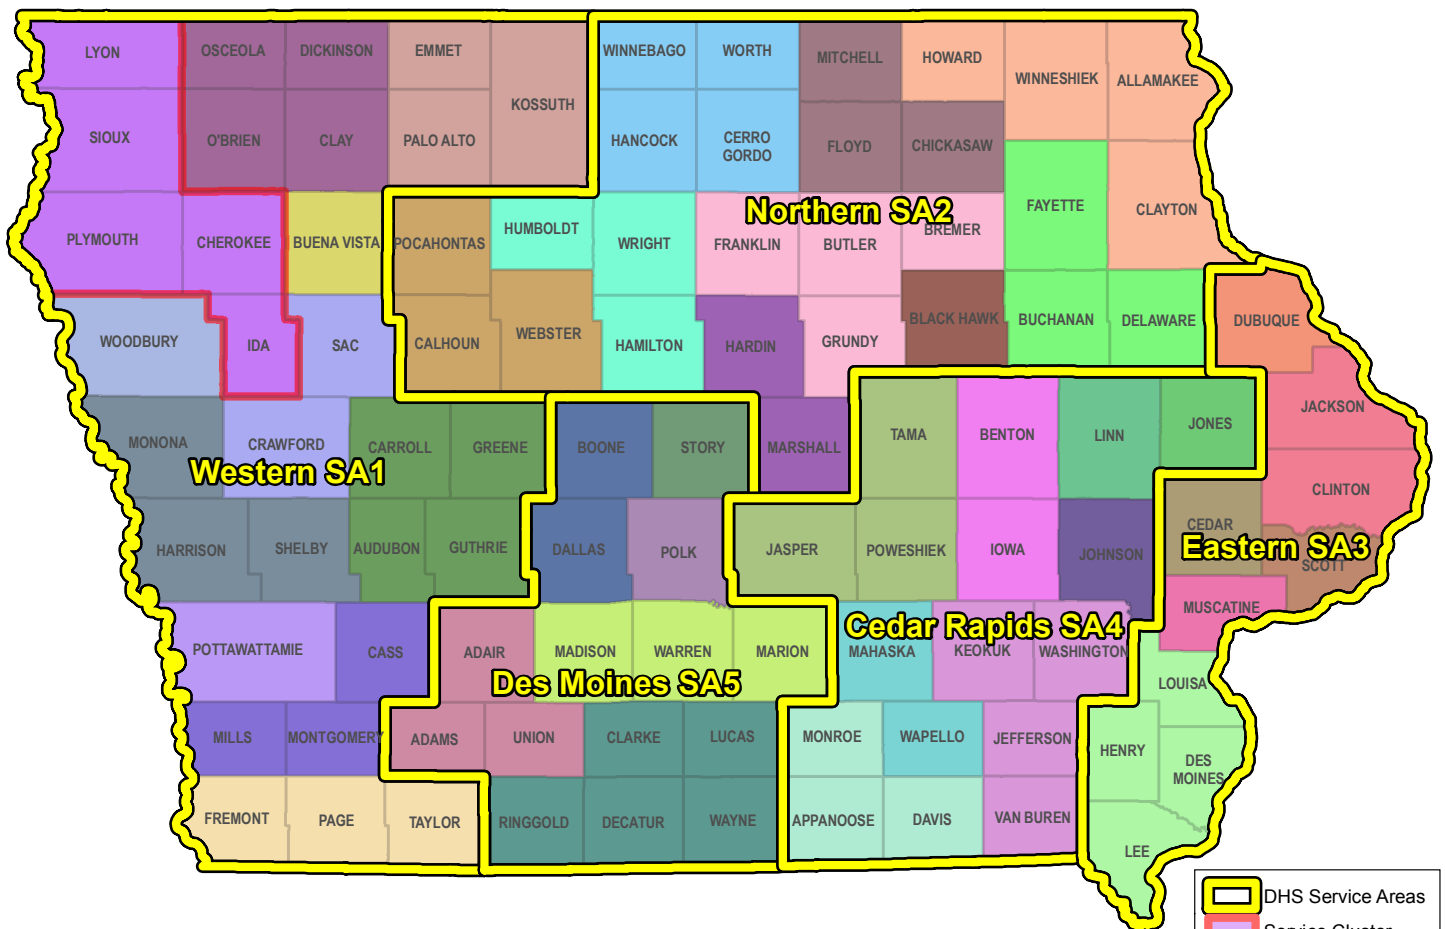 LYON
OSCEOLA
DICKINSON
EMMET
KOSSUTH
WINNEBAGO
WORTH
MITCHELL
HOWARD
WINNESHIEK
ALLAMAKEE
SIOUX
O'BRIEN
CLAY
PALO ALTO
HANCOCK
CERRO
GORDO
FLOYD
CHICKASAW
PLYMOUTH
CHEROKEE
BUENA VISTA
POCAHONTAS
HUMBOLDT
WRIGHT
FRANKLIN
BUTLER
BREMER
FAYETTE
CLAYTON
Northern SA2
WOODBURY
IDA
SAC
CALHOUN
WEBSTER
HAMILTON
HARDIN
GRUNDY
BLACK HAWK
BUCHANAN
DELAWARE
DUBUQUE
MONONA
CRAWFORD
CARROLL
GREENE
BOONE
STORY
MARSHALL
TAMA
BENTON
LINN
JONES
JACKSON
Western SA1
CLINTON
HARRISON
SHELBY
AUDUBON
GUTHRIE
DALLAS
POLK
JASPER
POWESHIEK
IOWA
JOHNSON
CEDAR
Eastern SA3
SCOTT
MUSCATINE
POTTAWATTAMIE
CASS
ADAIR
MADISON
WARREN
MARION
Cedar Rapids SA4
MAHASKA
KEOKUK
WASHINGTON
LOUISA
Des Moines SA5
MILLS
MONTGOMERY
ADAMS
UNION
CLARKE
LUCAS
MONROE
WAPELLO
JEFFERSON
HENRY
DES
MOINES
FREMONT
PAGE
TAYLOR
RINGGOLD
DECATUR
WAYNE
APPANOOSE
DAVIS
VAN BUREN
LEE
DHS Service Areas
Service Cluster